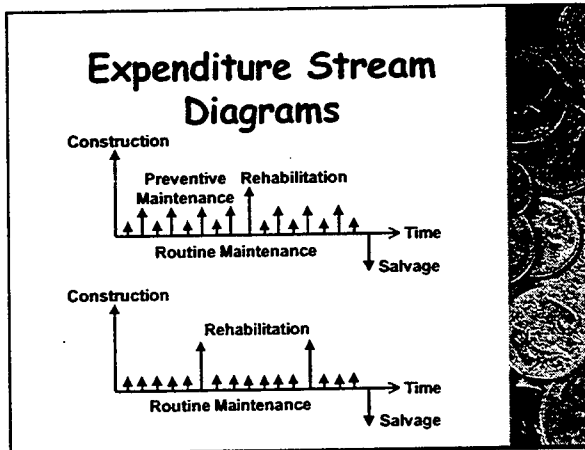 Expenditure Stream
Diagrams
Construction
Preventive
Maintenance
Rehabilitation
Time
Routine Maintenance
Salvage
Construction
Rehabilitation
Time
Routine Maintenance
Salvage